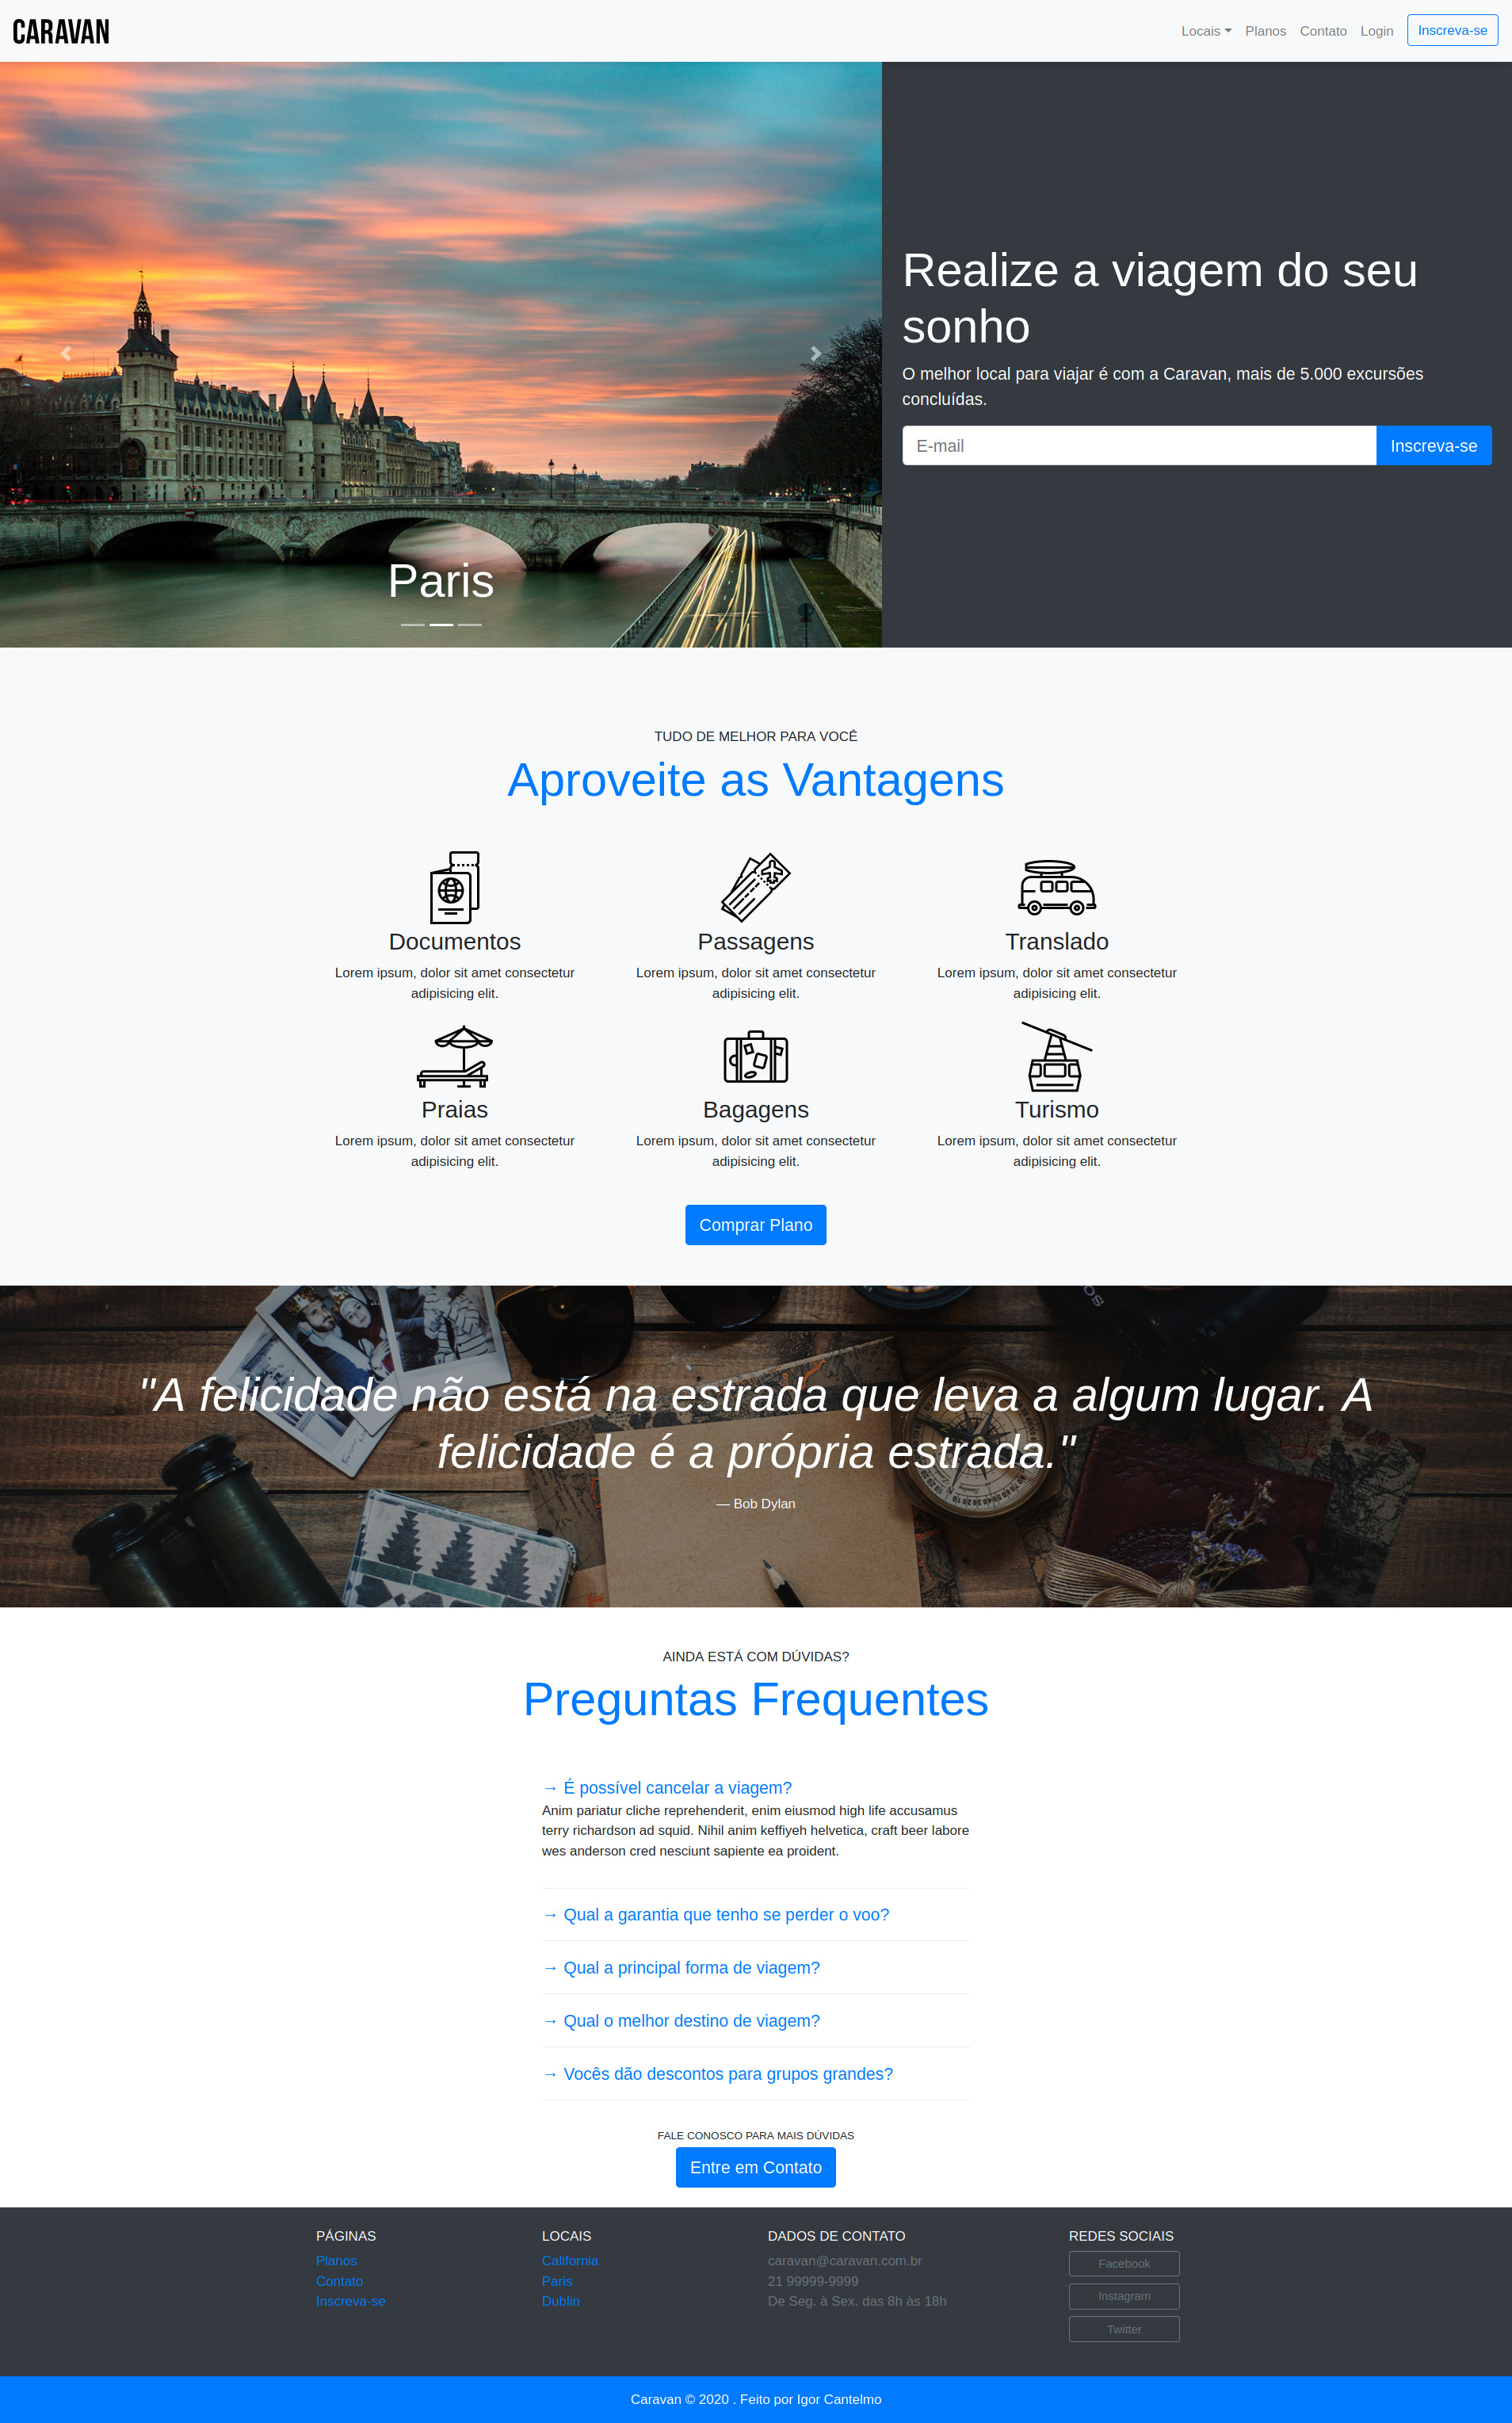 CARAVAN
Locais
Planos
Contato
Login
Inscreva-se
Paris
Realize a viagem do seu
sonho
O melhor local para viajar é com a Caravan, mais de 5.000 excursões
concluídas.
E-mail
Inscreva-se
TUDO DE MELHOR PARA VOCÊ
Aproveite as Vantagens
Documentos
Lorem ipsum, dolor sit amet consectetur
adipisicing elit.
Passagens
Lorem ipsum, dolor sit amet consectetur
adipisicing elit.
Translado
Lorem ipsum, dolor sit amet consectetur
adipisicing elit.
Praias
Lorem ipsum, dolor sit amet consectetur
adipisicing elit.
Bagagens
Lorem ipsum, dolor sit amet consectetur
adipisicing elit.
Turismo
Lorem ipsum, dolor sit amet consectetur
adipisicing elit.
Comprar Plano
"A felicidade não está na estrada que leva a algum lugar. A
felicidade é a própria estrada."
— Bob Dylan
AINDA ESTÁ COM DÚVIDAS?
Preguntas Frequentes
→ É possível cancelar a viagem?
Anim pariatur cliche reprehenderit, enim eiusmod high life accusamus
terry richardson ad squid. Nihil anim keffiyeh helvetica, craft beer labore
wes anderson cred nesciunt sapiente ea proident.
→ Qual a garantia que tenho se perder o voo?
→ Qual a principal forma de viagem?
→ Qual o melhor destino de viagem?
→ Vocês dão descontos para grupos grandes?
FALE CONOSCO PARA MAIS DÚVIDAS
Entre em Contato
PÁGINAS
Planos
Contato
Inscreva-se
LOCAIS
California
Paris
Dublin
DADOS DE CONTATO
caravan@caravan.com.br
21 99999-9999
De Seg. à Sex. das 8h às 18h
REDES SOCIAIS
Facebook
Instagram
Twitter
Caravan © 2020 . Feito por Igor Cantelmo